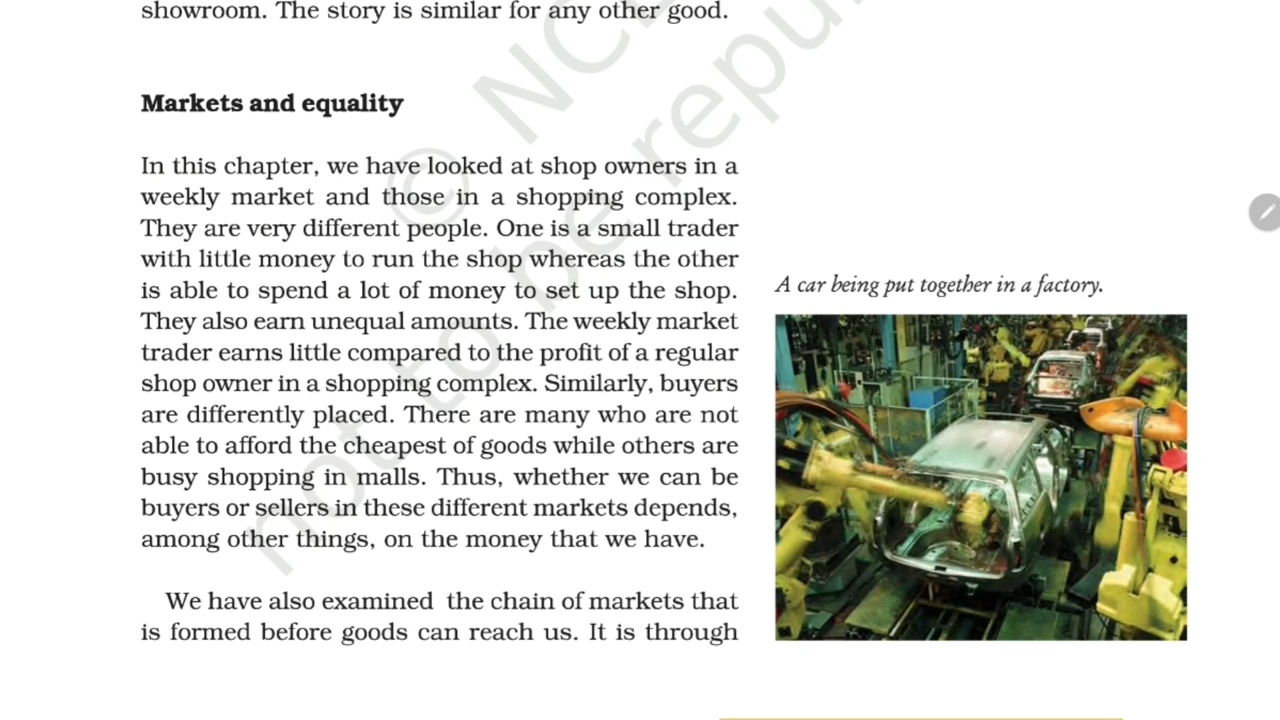 showroom. The story is similar for any other good.
Markets and equality
In this chapter, we have looked at shop owners in a
weekly market and those in a shopping complex.
They are very different people. One is a small trader
with little money to run the shop whereas the other
is able to spend a lot of money to set up the shop.
They also earn unequal amounts. The weekly market
trader earns little compared to the profit of a regular
shop owner in a shopping complex. Similarly, buyers
are differently placed. There are many who are not
able to afford the cheapest of goods while others are
busy shopping in malls. Thus, whether we can be
buyers or sellers in these different markets depends,
among other things, on the money that we have.
We have also examined  the chain of markets that
is formed before goods can reach us. It is through
A car being put together in a factory.
© NC
not to be repu